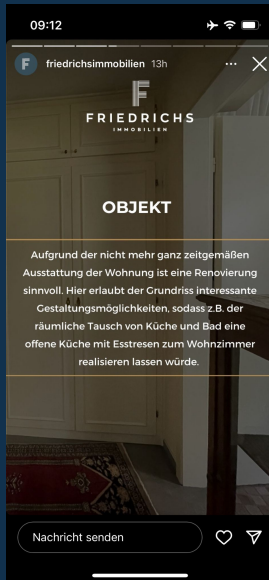 09:12
friedrichsimmobilien 13h
F
FRIEDRICHS
IMMOBILIEN
OBJEKT
Aufgrund der nicht mehr ganz zeitgemäßen
Ausstattung der Wohnung ist eine Renovierung
sinnvoll. Hier erlaubt der Grundriss interessante
Gestaltungsmöglichkeiten, sodass z.B. der
räumliche Tausch von Küche und Bad eine
offene Küche mit Esstresen zum Wohnzimmer
realisieren lassen würde.
Nachricht senden